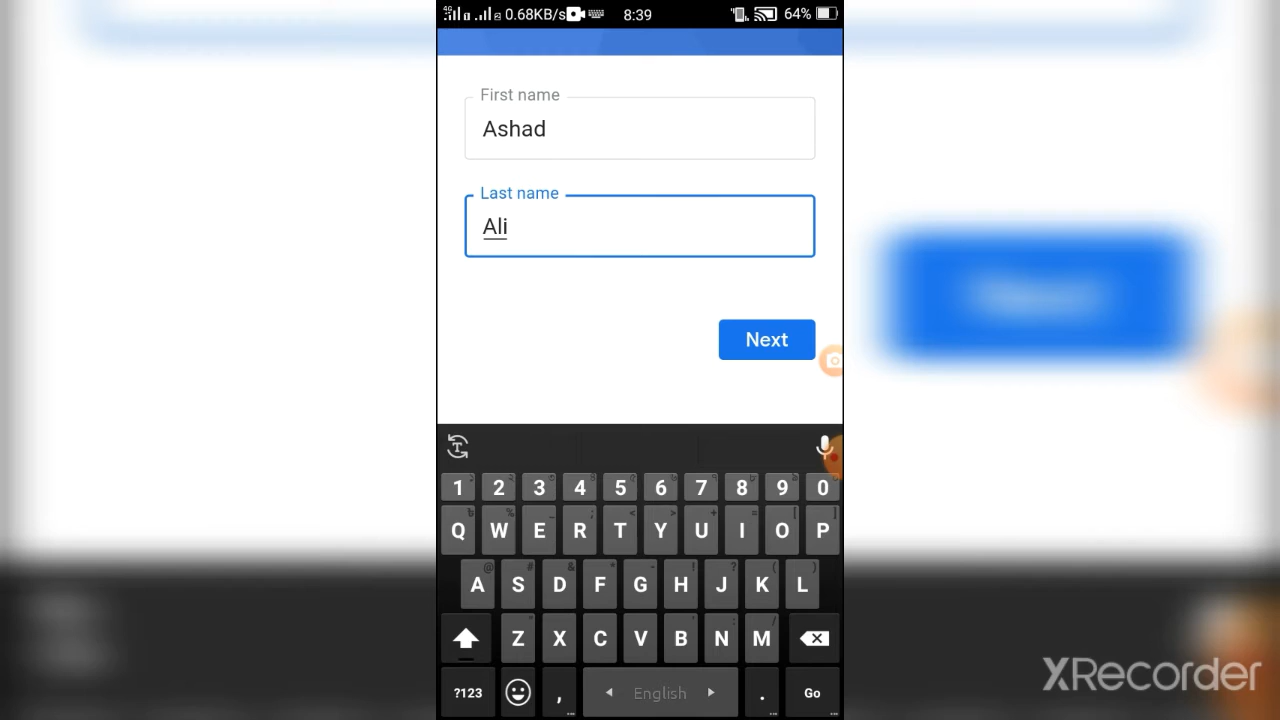 4G 0.68KB/s 8:39 64%
First name
Ashad
Last name
Ali
Next
1 2 3 4 5 6 7 8 9 0
Q W E R T Y U I O P
A S D F G H J K L
Z X C V B N M
?123 , English . Go
XRecorder